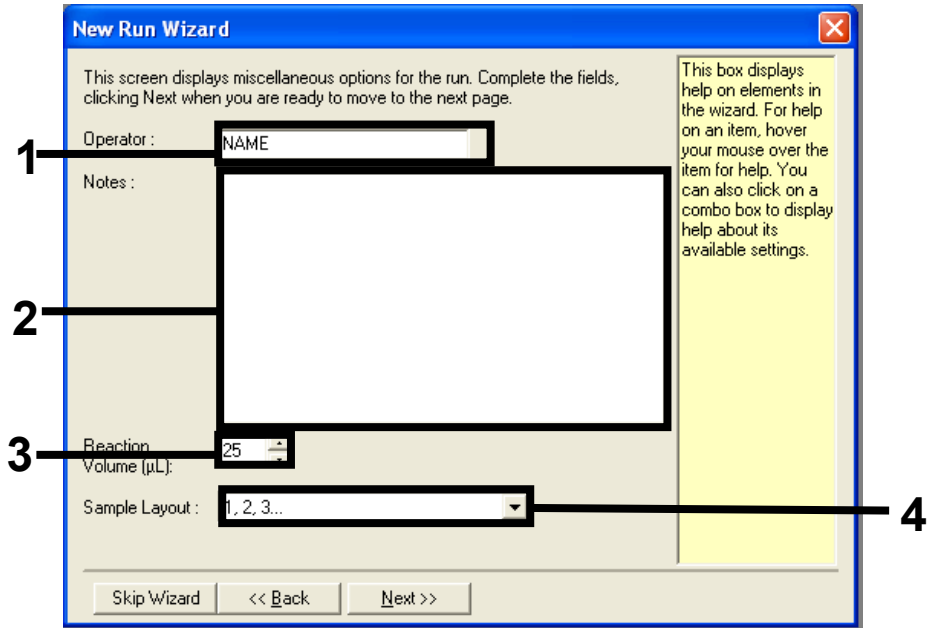 New Run Wizard
This screen displays miscellaneous options for the run. Complete the fields,
clicking Next when you are ready to move to the next page.
1
Operator :
NAME
Notes :
2
3
Reaction
Volume (µL):
25
Sample Layout :
1, 2, 3...
4
This box displays
help on elements in
the wizard. For help
on an item, hover
your mouse over the
item for help. You
can also click on a
combo box to display
help about its
available settings.
Skip Wizard
<< Back
Next >>